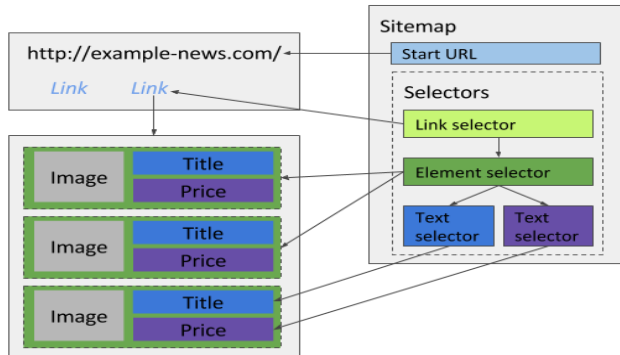 http://example-news.com/
Link Link
Image
Title
Price
Image
Title
Price
Image
Title
Price
Sitemap
Start URL
Selectors
Link selector
Element selector
Text
selector
Text
selector